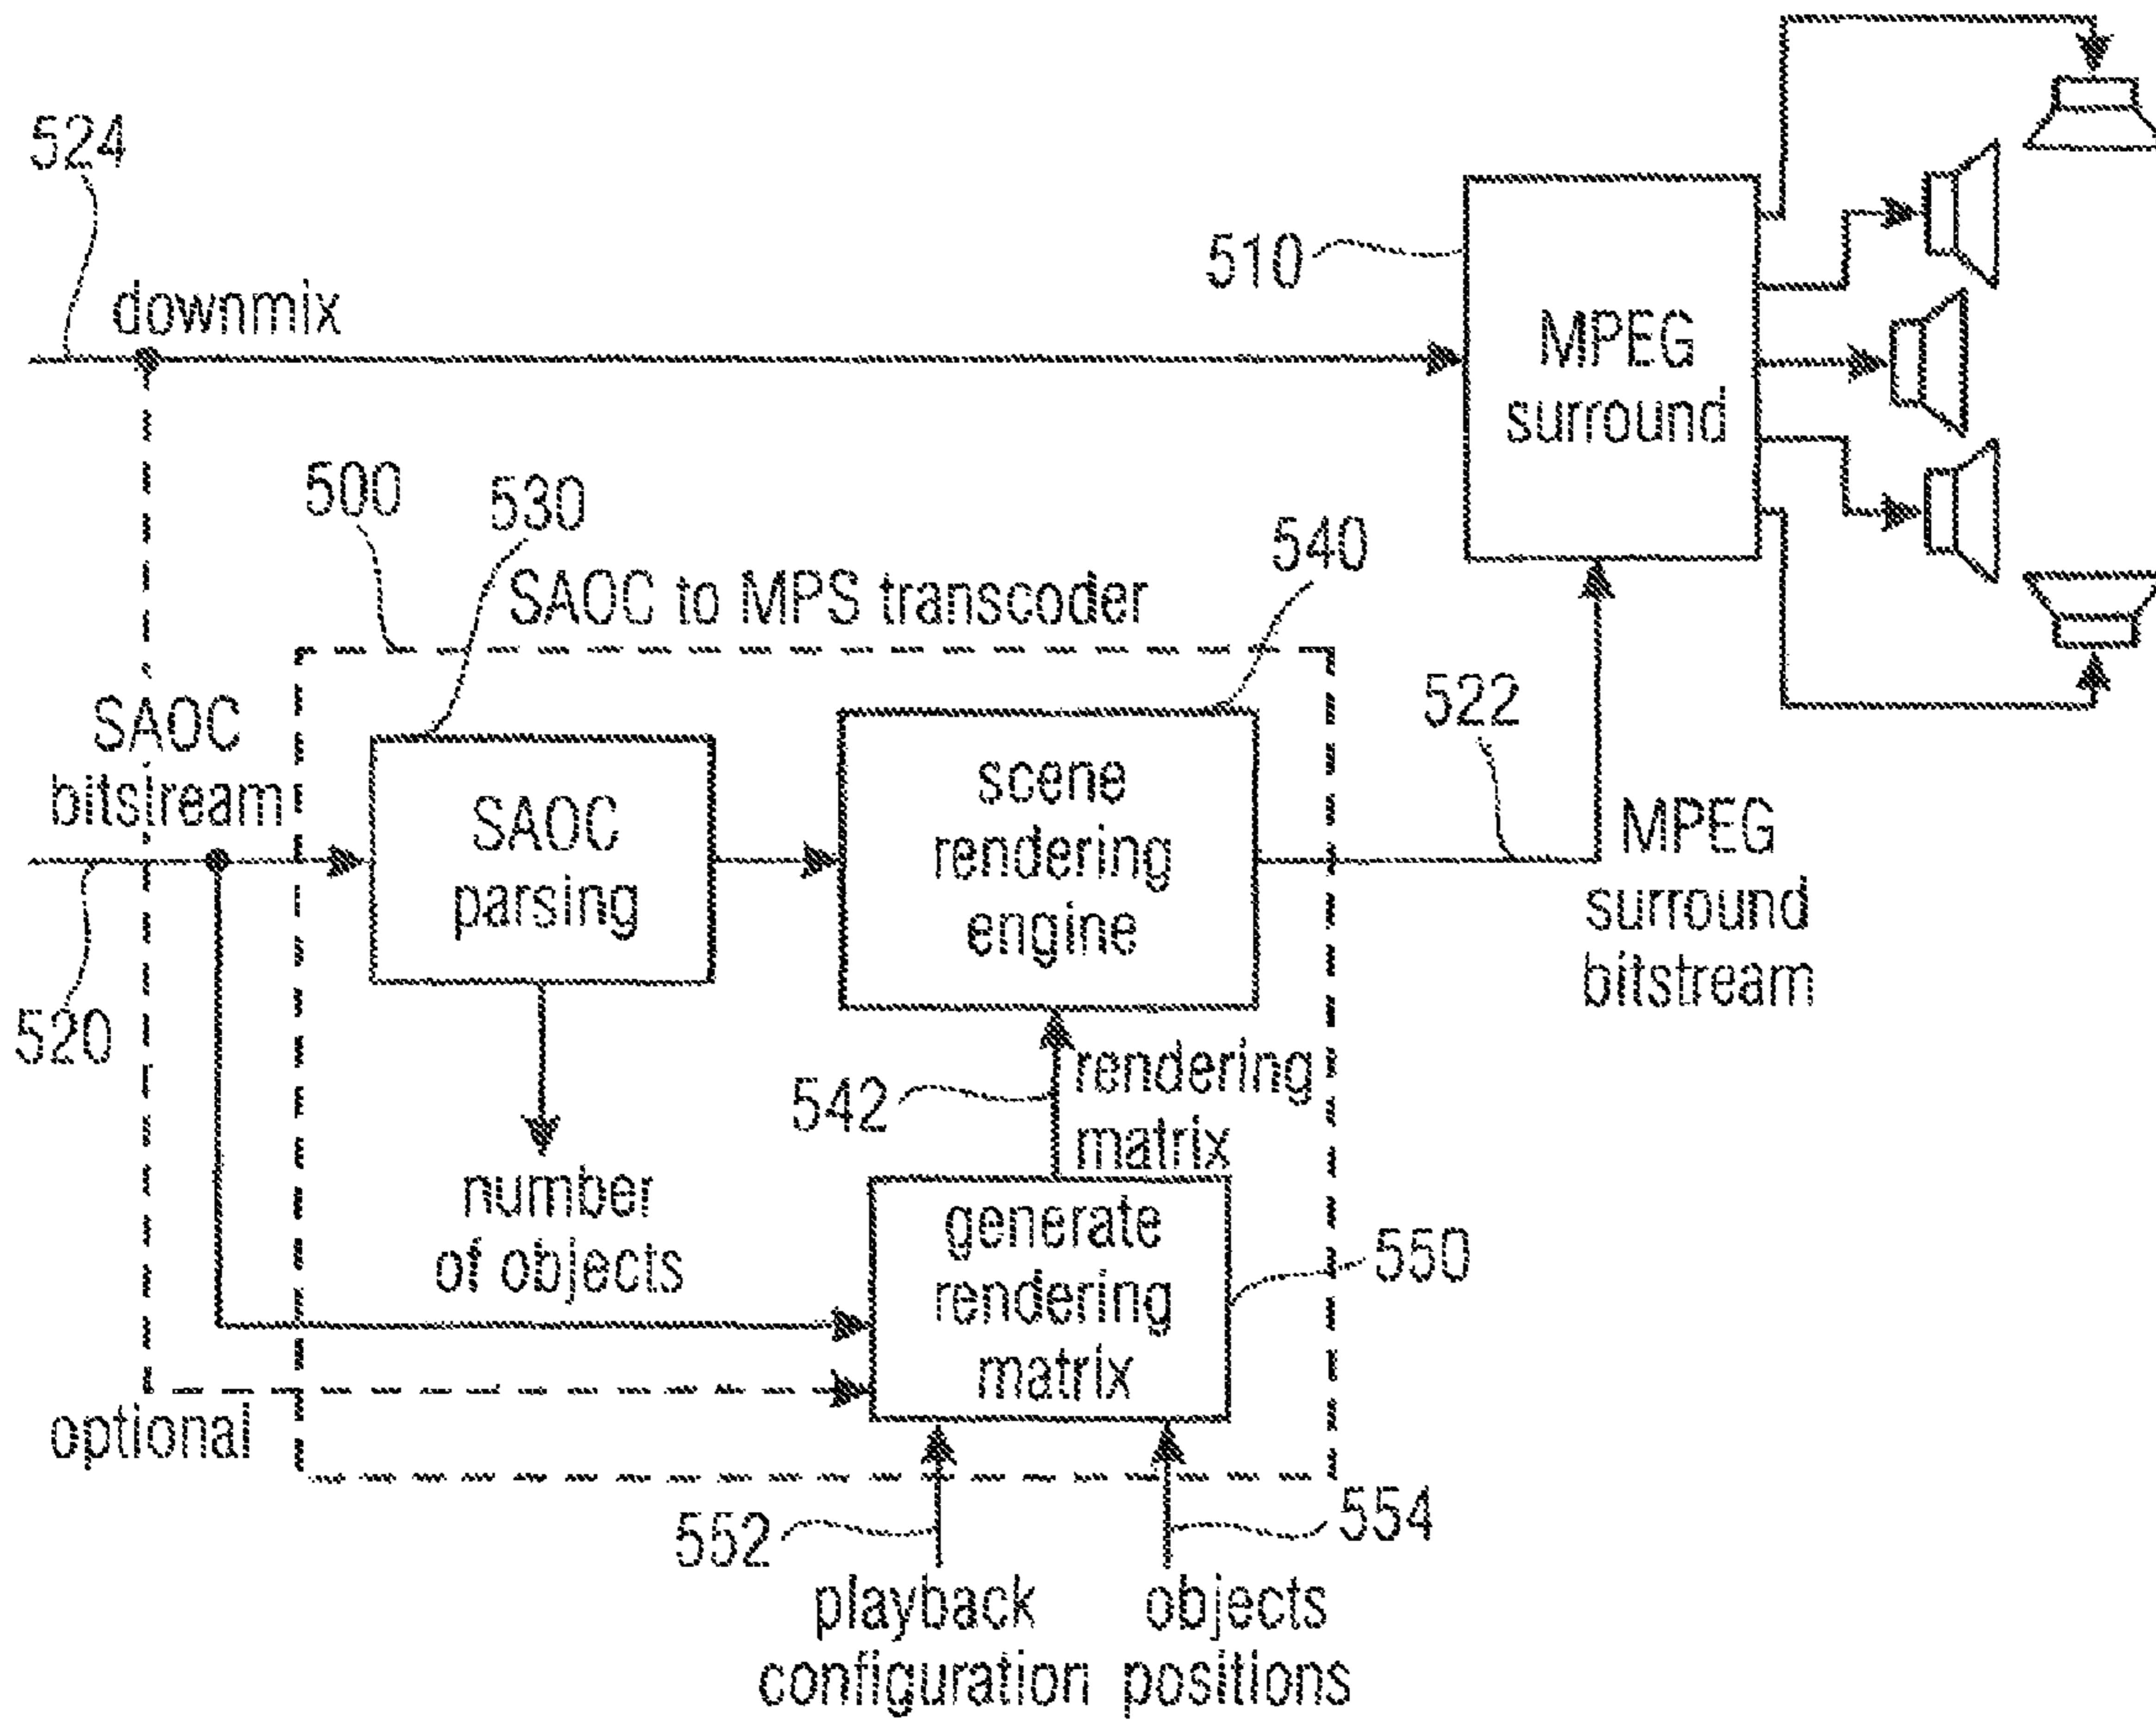 524
downmix
510
MPEG
surround
500
530
540
SAOC to MPS transcoder
522
SAOC
bitstream
SAOC
parsing
scene
rendering
engine
MPEG
surround
bitstream
520
542
rendering
matrix
number
of objects
generate
rendering
matrix
550
optional
552
554
playback
configuration
objects
positions